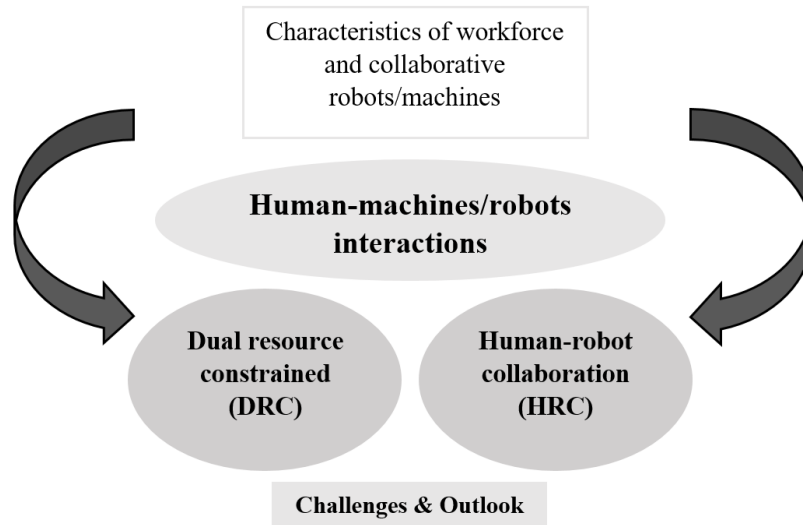 Characteristics of workforce
and collaborative
robots/machines
Human-machines/robots
interactions
Dual resource
constrained
(DRC)
Human-robot
collaboration
(HRC)
Challenges & Outlook